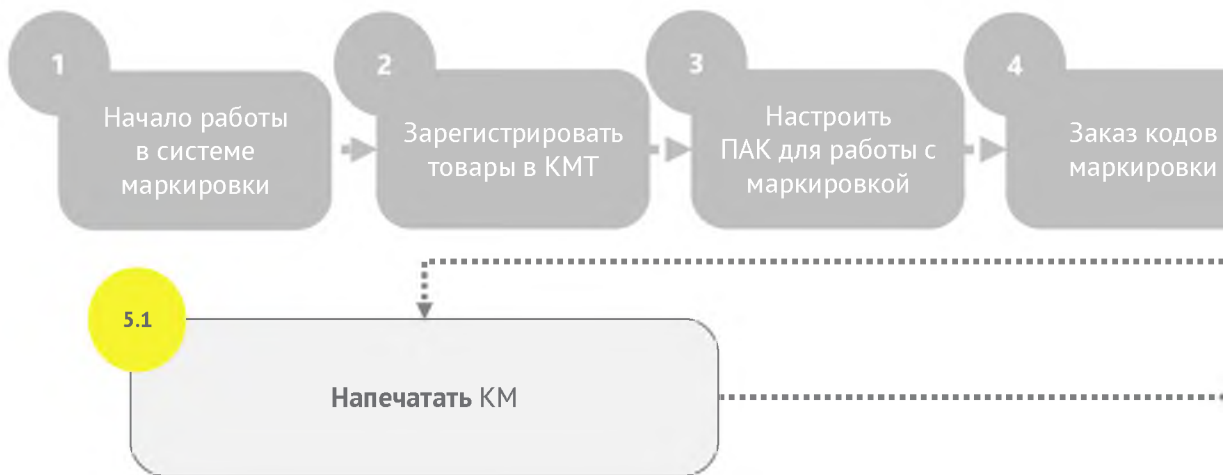 1
Начало работы
в системе
маркировки
2
Зарегистрировать
товары в КМТ
3
Настроить
ПАК для работы с
маркировкой
4
Заказ кодов
маркировки
5.1
Напечатать КМ